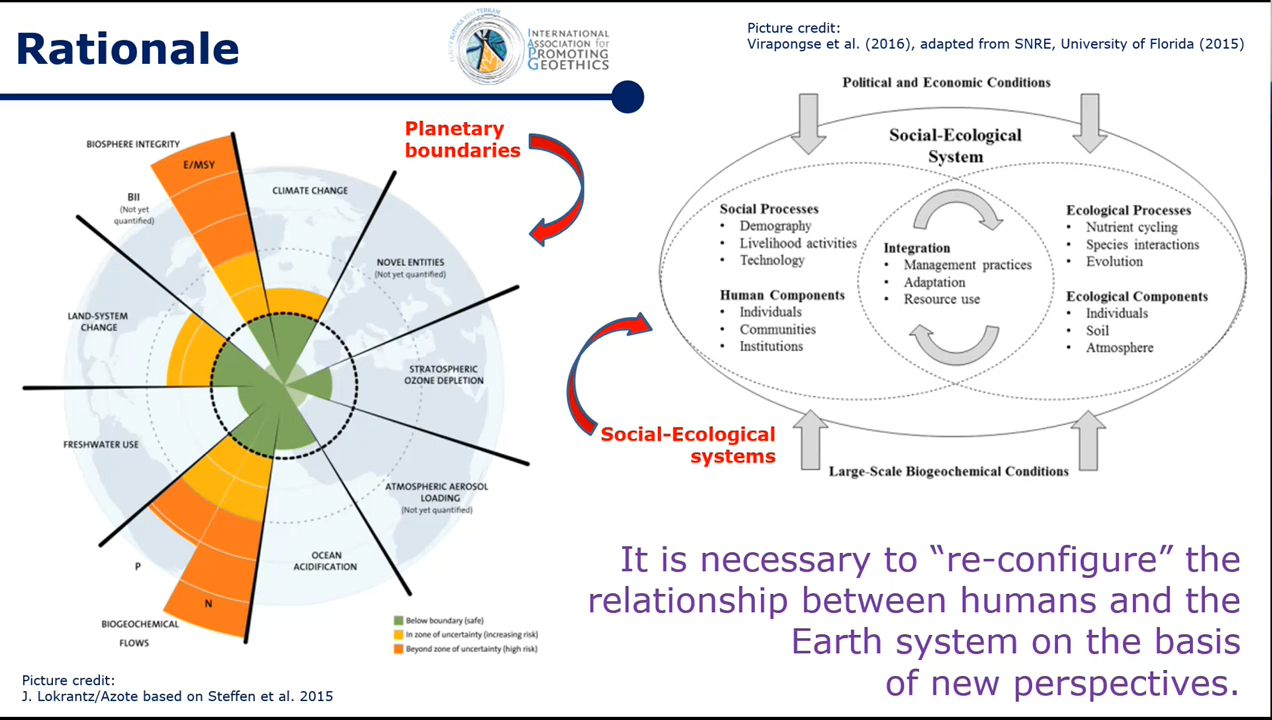 Rationale
INTERNATIONAL
ASSOCIATION for
PROMOTING
GEOETHICS
Picture credit:
Virapongse et al. (2016), adapted from SNRE, University of Florida (2015)
Planetary
boundaries
BIOSPHERE INTEGRITY
E/MSY
BII
(Not yet
quantified)
CLIMATE CHANGE
NOVEL ENTITIES
(Not yet quantified)
LAND-SYSTEM
CHANGE
STRATOSPHERIC
OZONE DEPLETION
FRESHWATER USE
ATMOSPHERIC AEROSOL
LOADING
(Not yet quantified)
OCEAN
ACIDIFICATION
P
N
BIOGEOCHEMICAL
FLOWS
Below boundary (safe)
In zone of uncertainty (increasing risk)
Beyond zone of uncertainty (high risk)
Picture credit:
J. Lokrantz/Azote based on Steffen et al. 2015
Political and Economic Conditions
Social-Ecological
System
Social Processes
• Demography
• Livelihood activities
• Technology
Human Components
• Individuals
• Communities
• Institutions
Integration
• Management practices
• Adaptation
• Resource use
Ecological Processes
• Nutrient cycling
• Species interactions
• Evolution
Ecological Components
• Individuals
• Soil
• Atmosphere
Social-Ecological
systems
Large-Scale Biogeochemical Conditions
It is necessary to “re-configure” the
relationship between humans and the
Earth system on the basis
of new perspectives.